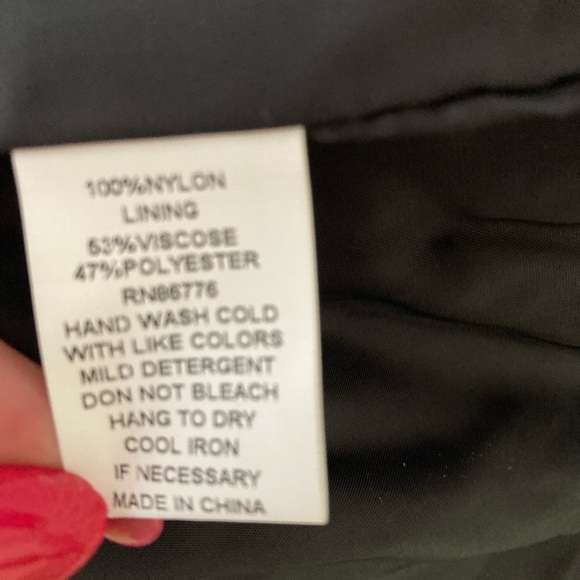 100%NYLON
LINING
53%VISCOSE
47%POLYESTER
RN86776
HAND WASH COLD
WITH LIKE COLORS
MILD DETERGENT
DON NOT BLEACH
HANG TO DRY
COOL IRON
IF NECESSARY
MADE IN CHINA